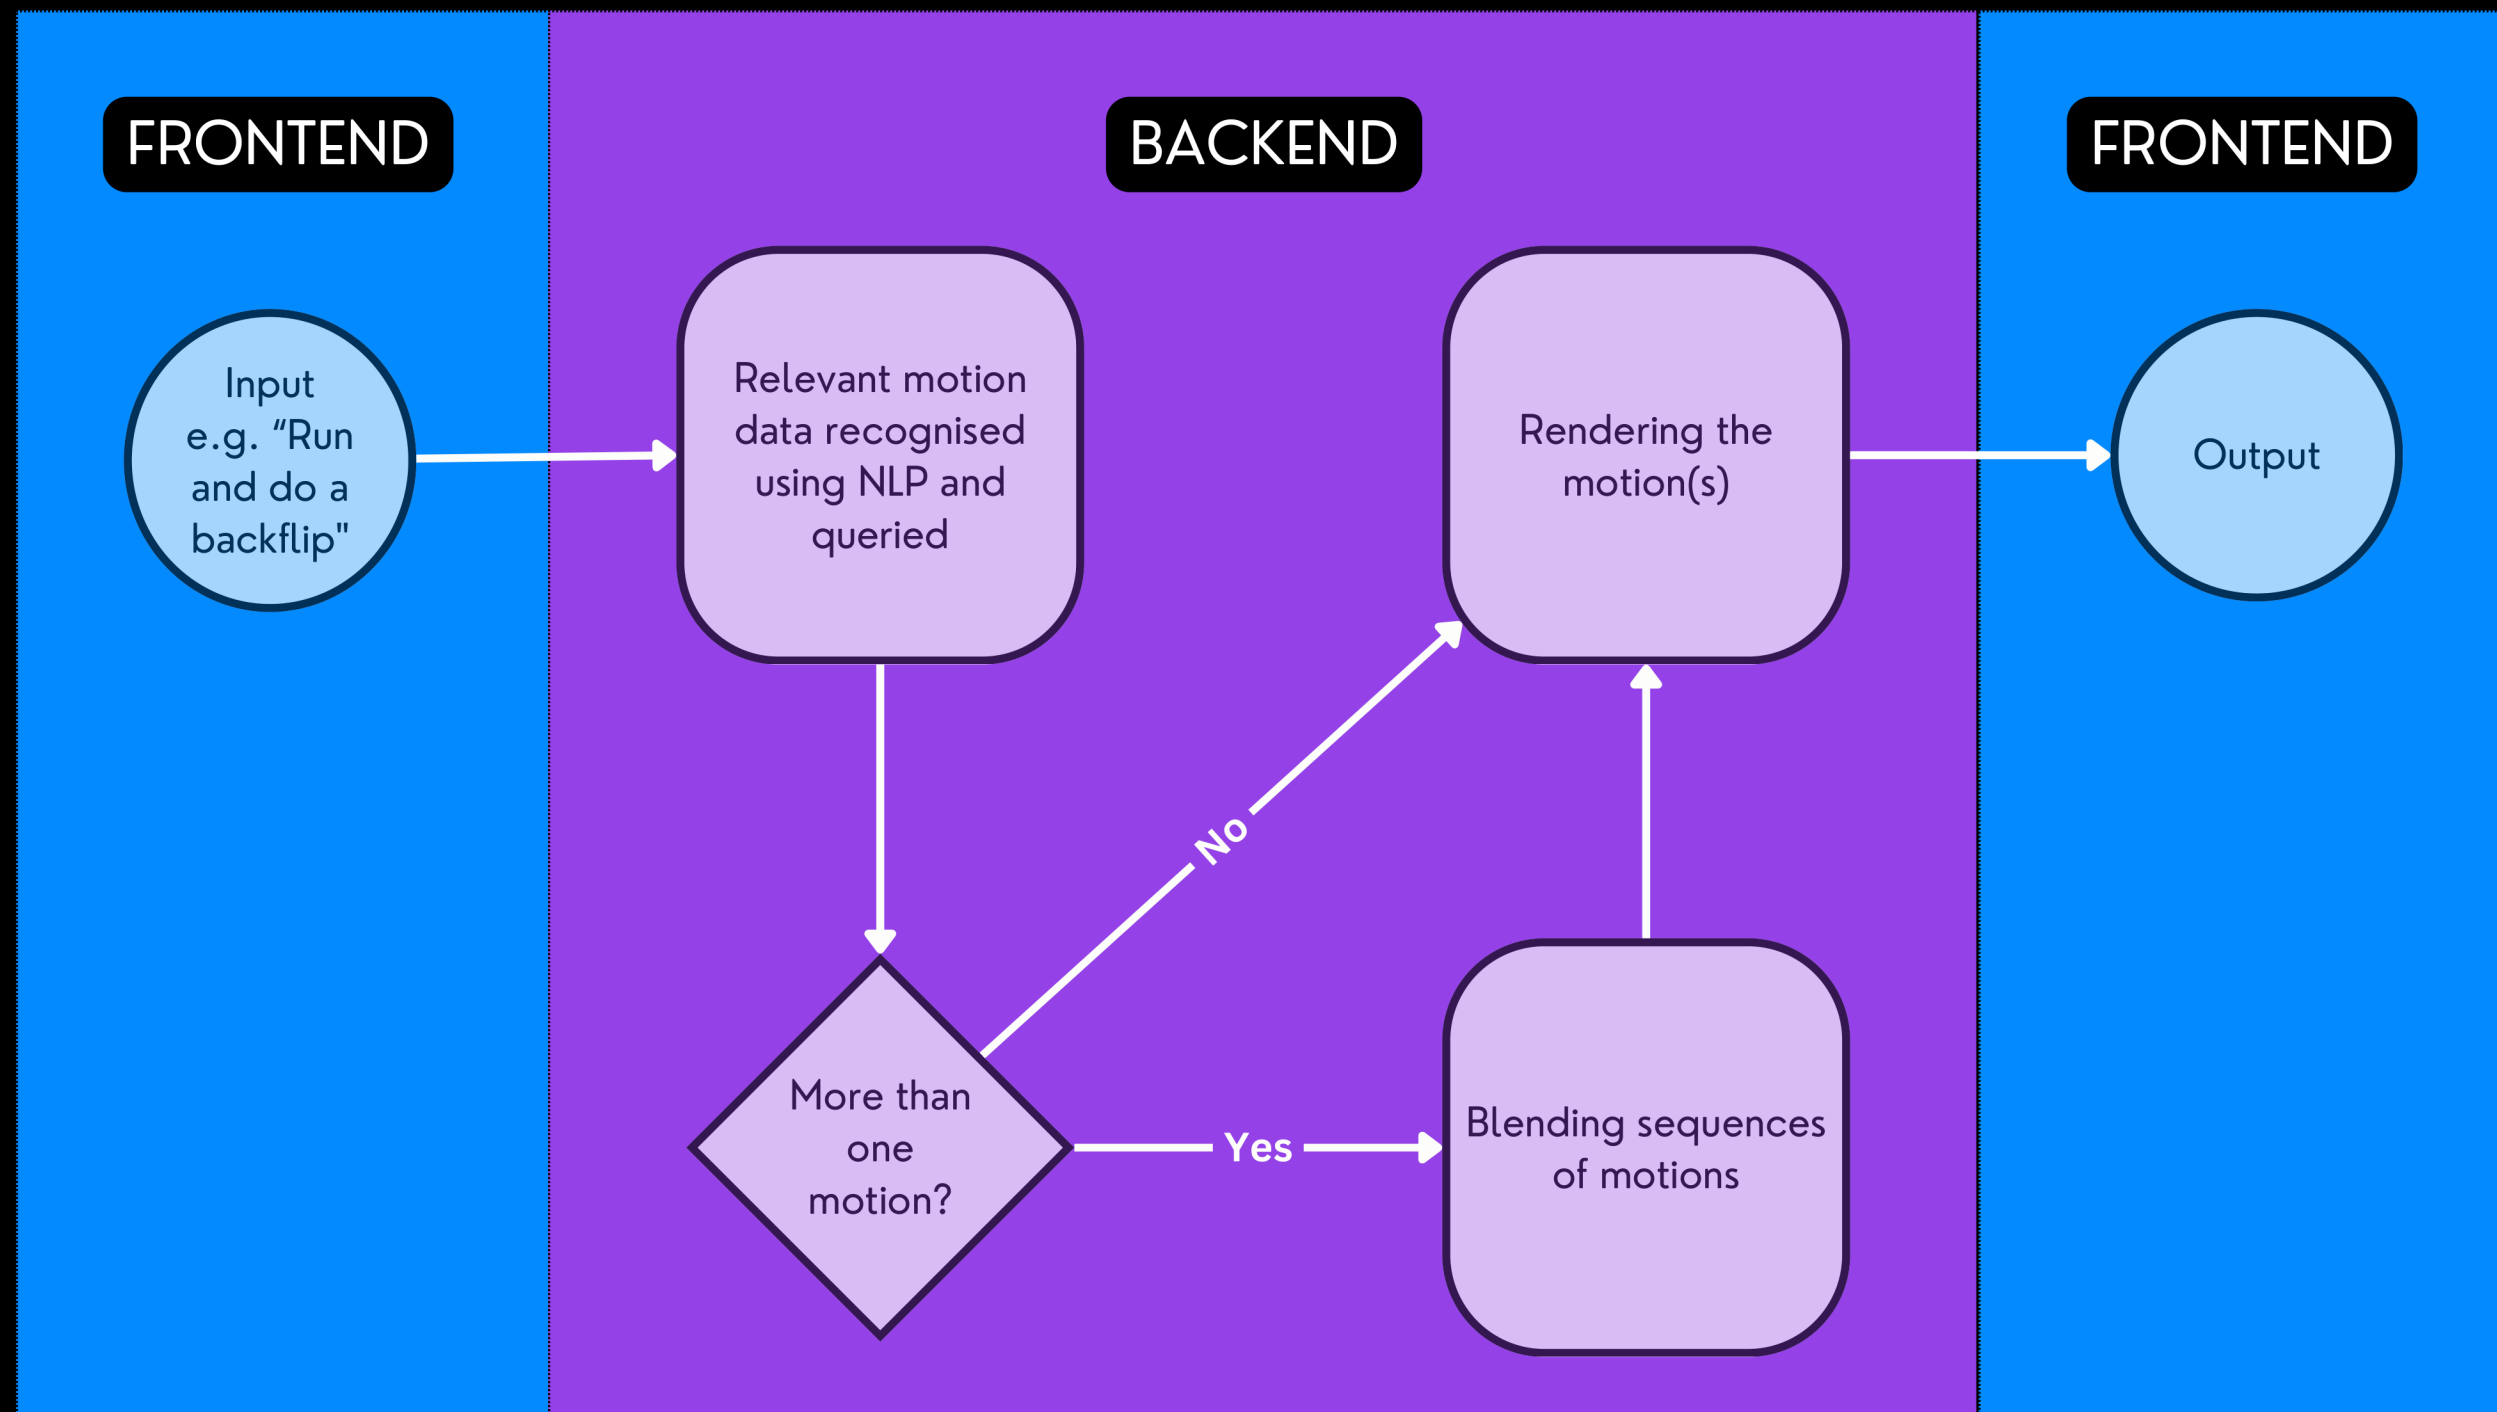 FRONTEND
BACKEND
FRONTEND
Input
e.g. “Run
and do a
backflip"
Relevant motion
data recognised
using NLP and
queried
Rendering the
motion(s)
Output
No
More than
one
motion?
Yes
Blending sequences
of motions